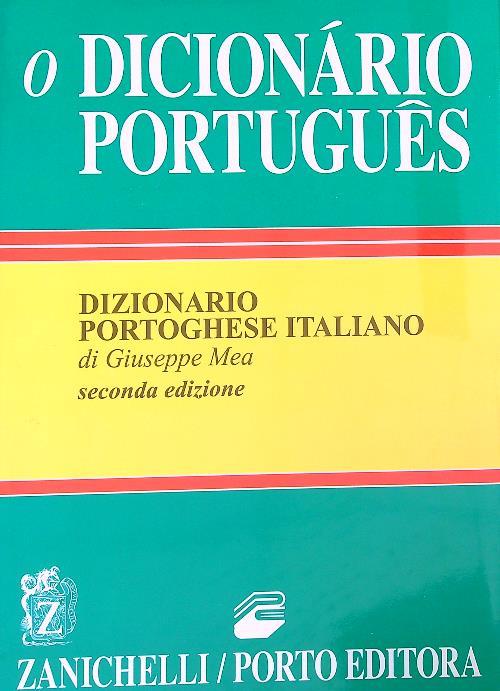 O DICIONÁRIO
PORTUGUÊS
DIZIONARIO
PORTOGHESE ITALIANO
di Giuseppe Mea
seconda edizione
Z
ZANICHELLI / PORTO EDITORA